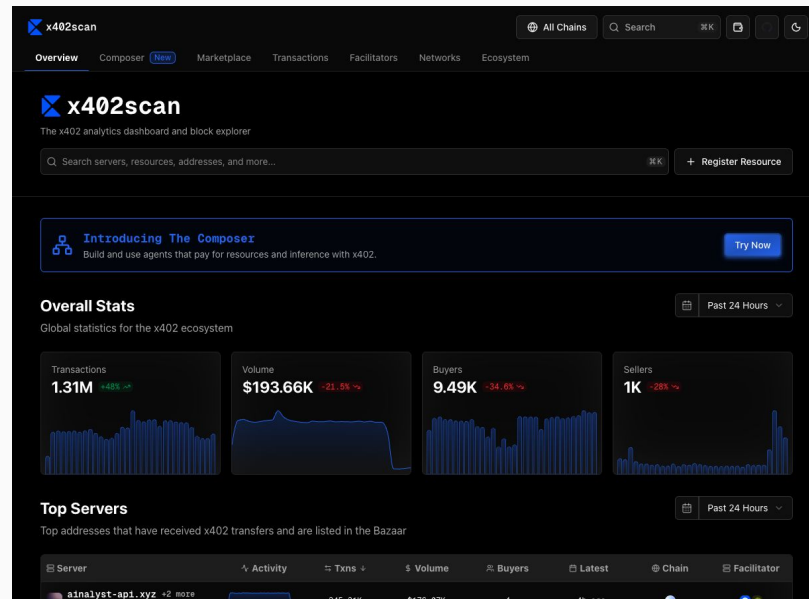 x402scan
All Chains
Search
⌘K
Overview
Composer New
Marketplace
Transactions
Facilitators
Networks
Ecosystem
x402scan
The x402 analytics dashboard and block explorer
Search servers, resources, addresses, and more...
⌘K
+ Register Resource
Introducing The Composer
Build and use agents that pay for resources and inference with x402.
Try Now
Overall Stats
Past 24 Hours
Global statistics for the x402 ecosystem
Transactions
1.31M +48%
Volume
$193.66K -21.5%
Buyers
9.49K -34.6%
Sellers
1K -28%
Top Servers
Past 24 Hours
Top addresses that have received x402 transfers and are listed in the Bazaar
Server Activity Txns ↓ $ Volume Buyers Latest Chain Facilitator
ainalyst-api.xyz +2 more